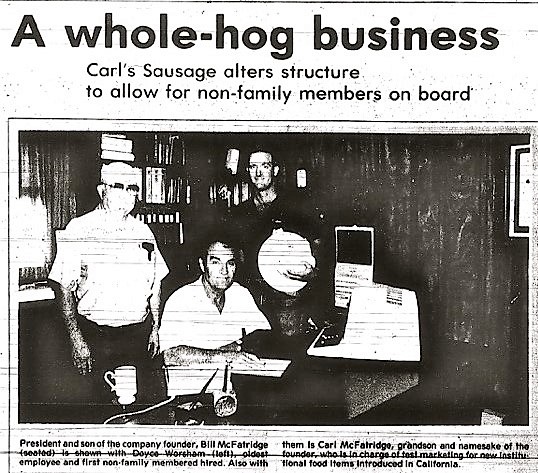 A whole-hog business
Carl's Sausage alters structure
to allow for non-family members on board
President and son of the company founder, Bill McFatridge
(seated) is shown with Doyce Worsham (left), oldest
employee and first non-family membered hired. Also with
them is Carl McFatridge, grandson and namesake of the
founder, who is in charge of test marketing for new institu-
tional food items introduced in California.